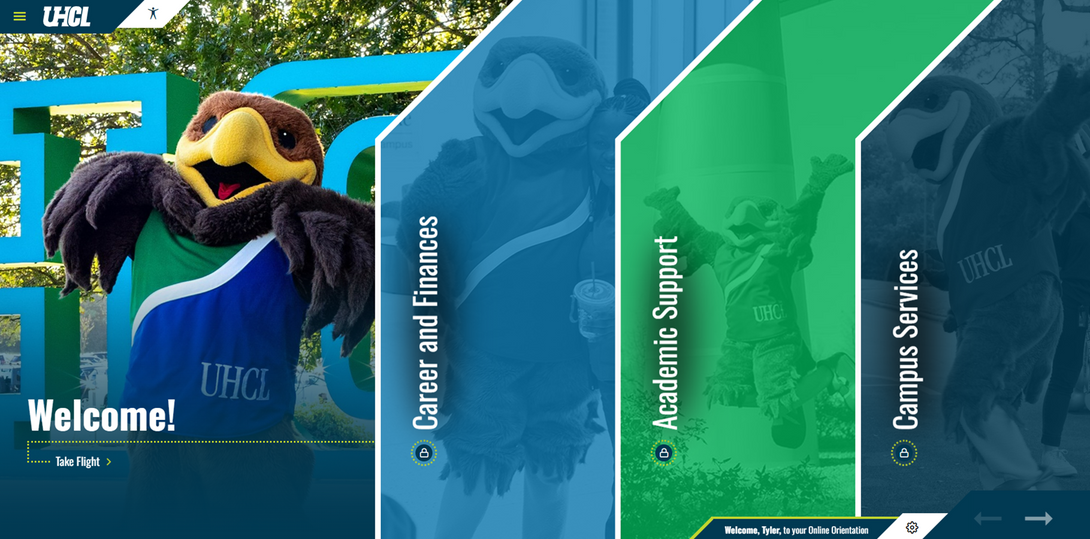 UHCL
UHCL
Welcome!
Take Flight
Career and Finances
UHCL
Academic Support
UHCL
Campus Services
Welcome, Tyler, to your Online Orientation